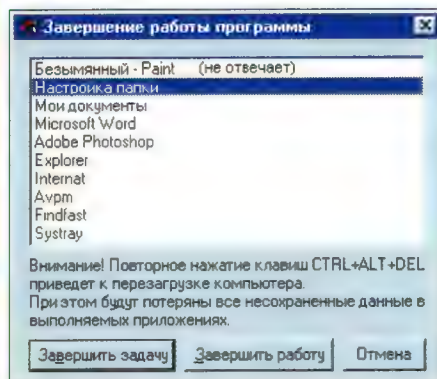 Завершение работы программы
Безымянный - Paint (не отвечает)
Настройка папки
Мои документы
Microsoft Word
Adobe Photoshop
Explorer
Internat
Avpm
Findfast
Systray
Внимание! Повторное нажатие клавиш CTRL+ALT+DEL
приведет к перезагрузке компьютера.
При этом будут потеряны все несохраненные данные в
выполняемых приложениях.
Завершить задачу Завершить работу Отмена